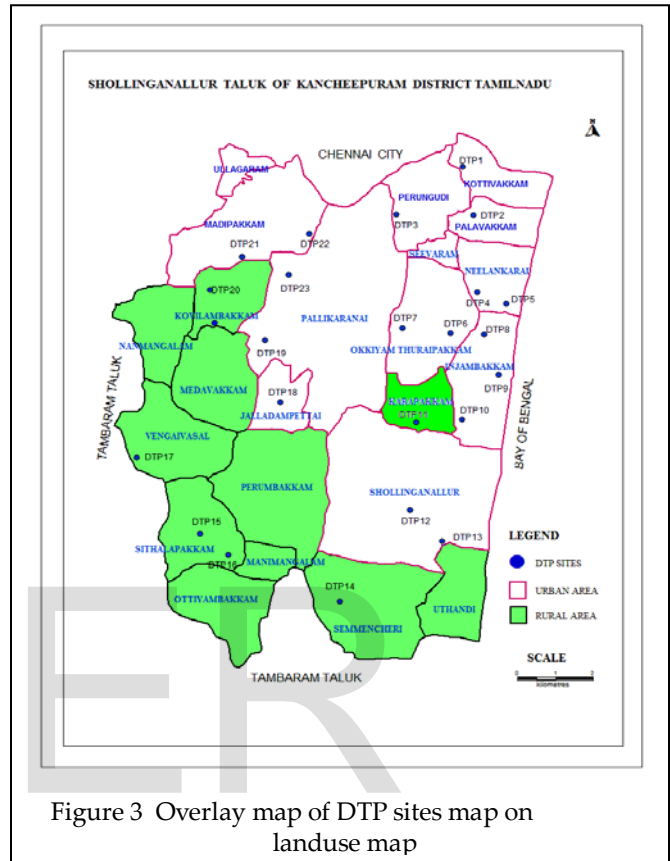 SHOLLINGANALLUR TALUK OF KANCHEEPURAM DISTRICT TAMILNADU
N
CHENNAI CITY
ULLAGARAM
DTP1
KOTTIVAKKAM
PERUNGUDI
MADIPAKKAM
DTP3
DTP2
PALAVAKKAM
DTP22
DTP21
SEEVARAM
NEELANKARAI
DTP23
DTP20
DTP4
DTP5
KOVILAMBAKKAM
PALLIKARANAI
DTP7
DTP6
DTP8
NANMANGALAM
OKKIYAM THURAIPAKKAM
DTP19
INJAMBAKKAM
DTP9
MEDAVAKKAM
DTP18
JALLADAMPETTAI
KARAPAKKAM
DTP11
DTP10
TAMBARAM TALUK
BAY OF BENGAL
VENGAIVASAL
DTP17
PERUMBAKKAM
SHOLLINGANALLUR
DTP12
DTP15
SITHALAPAKKAM
DTP13
DTP16
MANIMANGALAM
OTTIYAMBAKKAM
DTP14
UTHANDI
SEMMENCHERI
TAMBARAM TALUK
LEGEND
DTP SITES
URBAN AREA
RURAL AREA
SCALE
0 1 2
kilometres
ER
Figure 3 Overlay map of DTP sites map on
landuse map